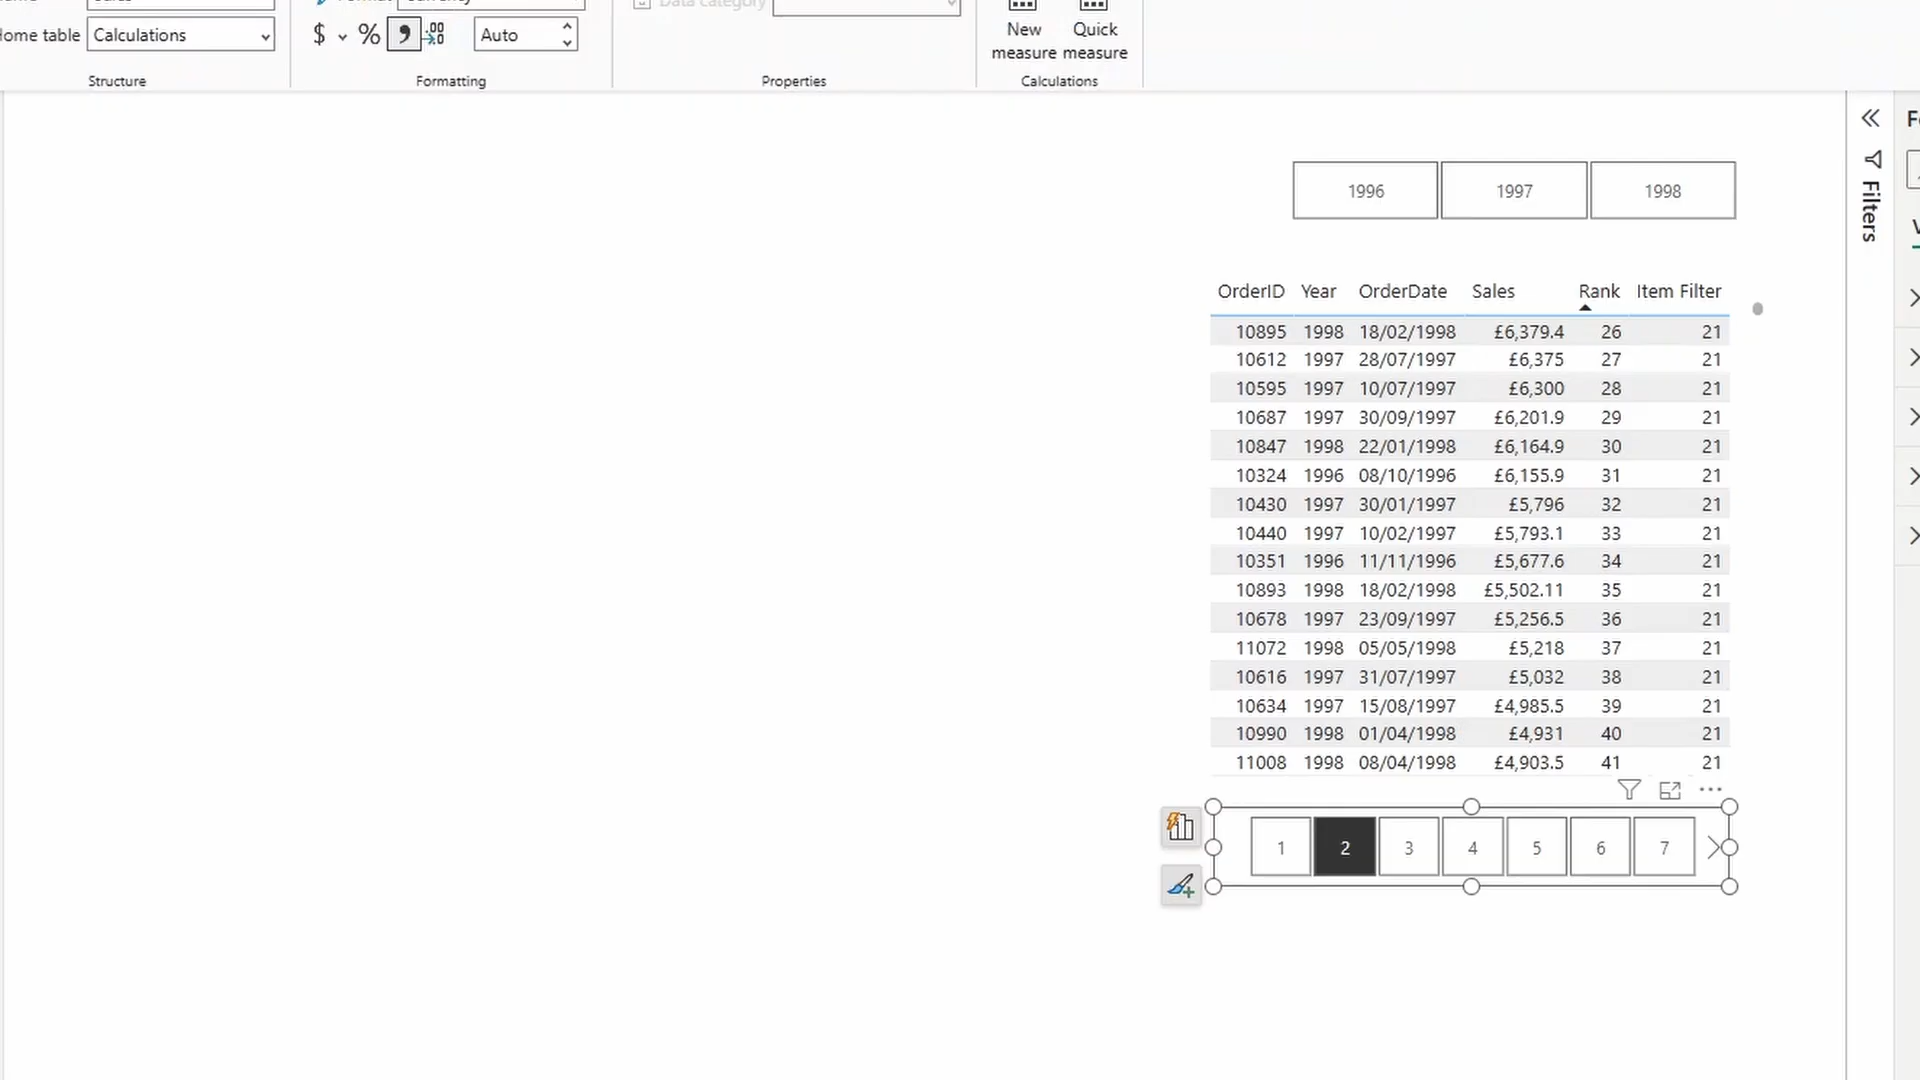 Home table Calculations
$ % Auto
New measure
Quick measure
Structure
Formatting
Properties
Calculations
Filters
1996 1997 1998
OrderID Year OrderDate Sales Rank Item Filter
10895 1998 18/02/1998 £6,379.4 26 21
10612 1997 28/07/1997 £6,375 27 21
10595 1997 10/07/1997 £6,300 28 21
10687 1997 30/09/1997 £6,201.9 29 21
10847 1998 22/01/1998 £6,164.9 30 21
10324 1996 08/10/1996 £6,155.9 31 21
10430 1997 30/01/1997 £5,796 32 21
10440 1997 10/02/1997 £5,793.1 33 21
10351 1996 11/11/1996 £5,677.6 34 21
10893 1998 18/02/1998 £5,502.11 35 21
10678 1997 23/09/1997 £5,256.5 36 21
11072 1998 05/05/1998 £5,218 37 21
10616 1997 31/07/1997 £5,032 38 21
10634 1997 15/08/1997 £4,985.5 39 21
10990 1998 01/04/1998 £4,931 40 21
11008 1998 08/04/1998 £4,903.5 41 21
1 2 3 4 5 6 7